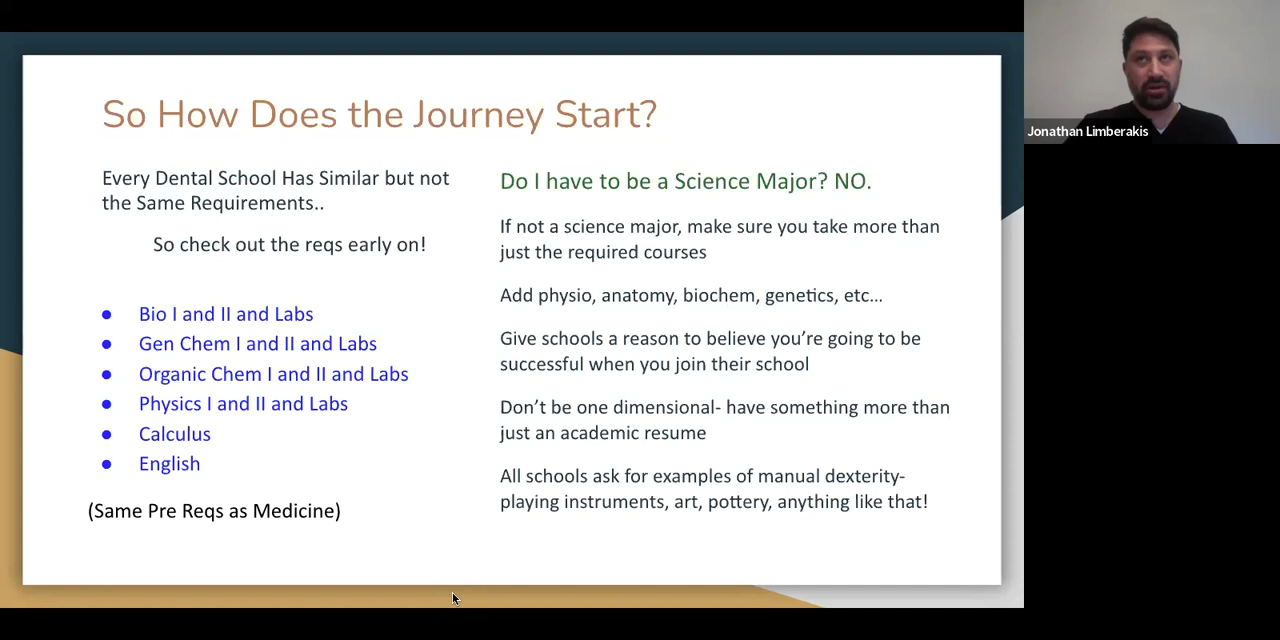 So How Does the Journey Start?
Every Dental School Has Similar but not
the Same Requirements..
So check out the reqs early on!
● Bio I and II and Labs
● Gen Chem I and II and Labs
● Organic Chem I and II and Labs
● Physics I and II and Labs
● Calculus
● English
(Same Pre Reqs as Medicine)
Do I have to be a Science Major? NO.
If not a science major, make sure you take more than
just the required courses
Add physio, anatomy, biochem, genetics, etc...
Give schools a reason to believe you’re going to be
successful when you join their school
Don’t be one dimensional- have something more than
just an academic resume
All schools ask for examples of manual dexterity-
playing instruments, art, pottery, anything like that!
Jonathan Limberakis